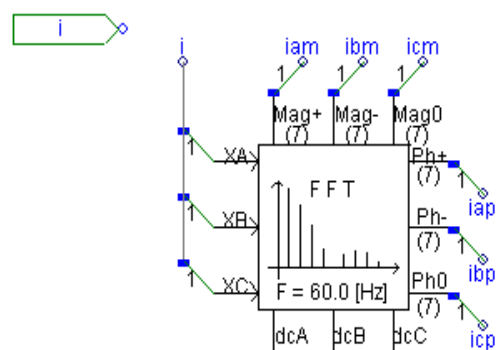 i
i iam ibm icm
1 1 1
Mag+ Mag- Mag0
(7) (7) (7)
XA Ph+
1 (7) 1
FFT iap
XB Ph-
1 (7) 1
ibp
XC F = 60.0 [Hz] Ph0
1 (7) 1
dcA dcB dcC icp